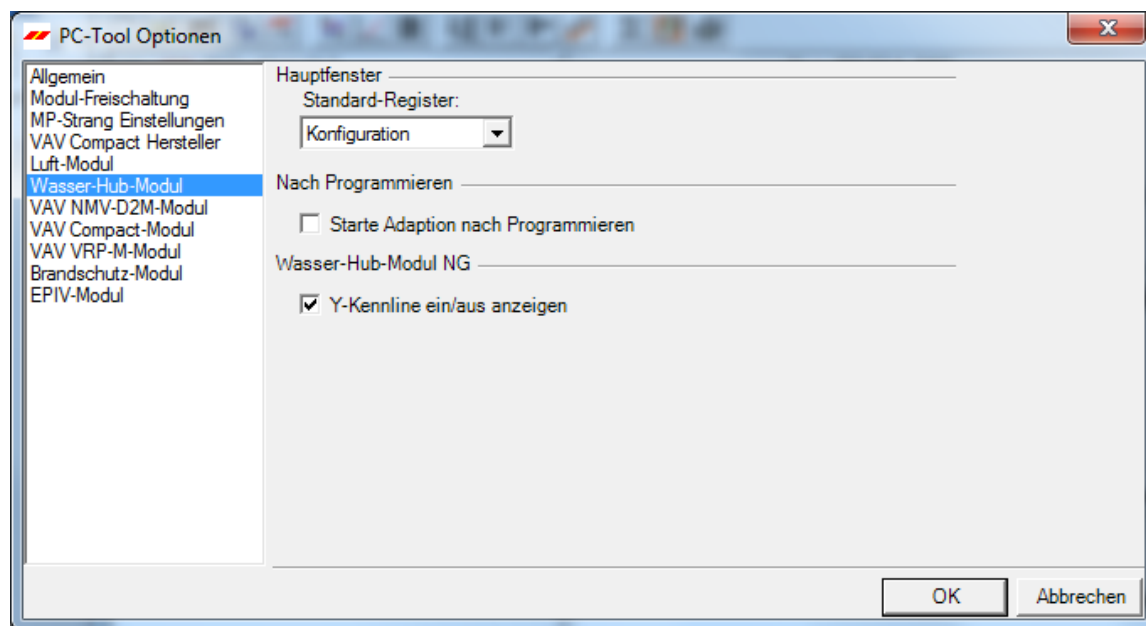 PC-Tool Optionen
Allgemein
Modul-Freischaltung
MP-Strang Einstellungen
VAV Compact Hersteller
Luft-Modul
Wasser-Hub-Modul
VAV NMV-D2M-Modul
VAV Compact-Modul
VAV VRP-M-Modul
Brandschutz-Modul
EPIV-Modul
Hauptfenster
Standard-Register:
Konfiguration
Nach Programmieren
Starte Adaption nach Programmieren
Wasser-Hub-Modul NG
Y-Kennline ein/aus anzeigen
OK
Abbrechen